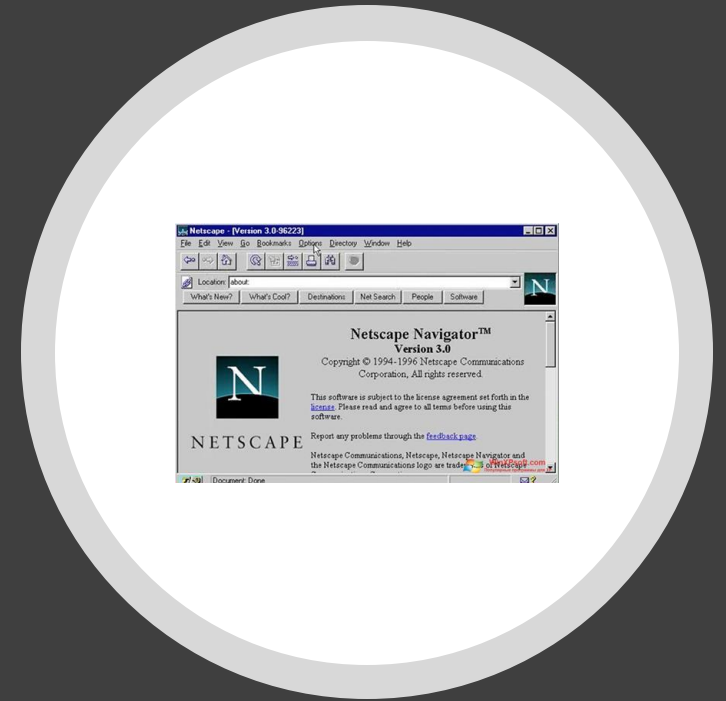 Netscape - [Version 3.0-96223]
File Edit View Go Bookmarks Options Directory Window Help
Location: about:
N
What's New? What's Cool? Destinations Net Search People Software
Netscape Navigator™
Version 3.0
Copyright © 1994-1996 Netscape Communications
Corporation, All rights reserved.
N
NETSCAPE
This software is subject to the license agreement set forth in the
license. Please read and agree to all terms before using this
software.
Report any problems through the feedback page.
Netscape Communications, Netscape, Netscape Navigator and
the Netscape Communications logo are of Netscape
WinXPsoft.com
Document: Done